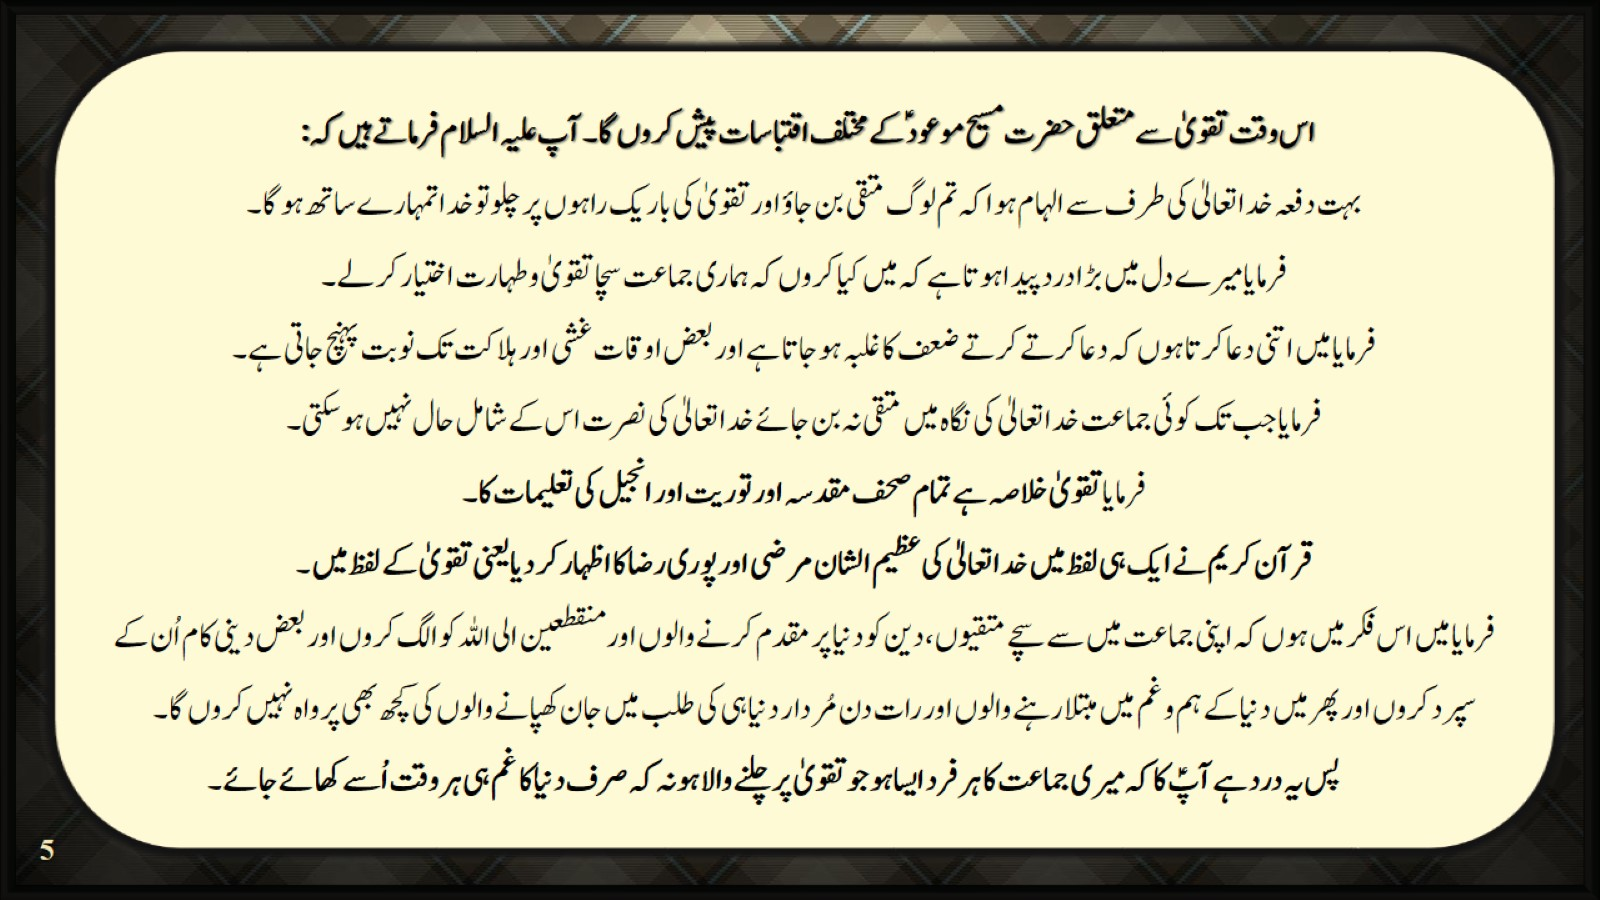 اس وقت تقویٰ سے متعلق حضرت مسیح موعودؑ کے مختلف اقتباسات پیش کروں گا۔ آپ علیہ السلام فرماتے ہیں کہ:
بہت دفعہ خدا تعالیٰ کی طرف سے الہام ہوا کہ تم لوگ متقی بن جاؤ اور تقویٰ کی باریک راہوں پر چلو تو خدا تمہارے ساتھ ہو گا۔
فرمایا میرے دل میں بڑا درد پیدا ہوتا ہے کہ میں کیا کروں کہ ہماری جماعت سچا تقویٰ و طہارت اختیار کر لے۔
فرمایا میں اتنی دعا کرتا ہوں کہ دعا کرتے کرتے ضعف کا غلبہ ہو جاتا ہے اور بعض اوقات غشی اور ہلاکت تک نوبت پہنچ جاتی ہے۔
فرمایا جب تک کوئی جماعت خدا تعالیٰ کی نگاہ میں متقی نہ بن جائے خدا تعالیٰ کی نصرت اس کے شامل حال نہیں ہو سکتی۔
فرمایا تقویٰ خلاصہ ہے تمام صحف مقدسہ اور توریت اور انجیل کی تعلیمات کا۔
قرآن کریم نے ایک ہی لفظ میں خدا تعالیٰ کی عظیم الشان مرضی اور پوری رضا کا اظہار کر دیا یعنی تقویٰ کے لفظ میں۔
فرمایا میں اس فکر میں ہوں کہ اپنی جماعت میں سے سچے متقیوں، دین کو دنیا پر مقدم کرنے والوں اور منقطعین الی اللہ کو الگ کروں اور بعض دینی کام اُن کے
سپرد کروں اور پھر میں دنیا کے ہم و غم میں مبتلا رہنے والوں اور رات دن مُردار دنیا ہی کی طلب میں جان کھپانے والوں کی کچھ بھی پرواہ نہیں کروں گا۔
پس یہ درد ہے آپؑ کا کہ میری جماعت کا ہر فرد ایسا ہو جو تقویٰ پر چلنے والا ہو نہ کہ صرف دنیا کا غم ہی ہر وقت اُسے کھائے جائے۔
5